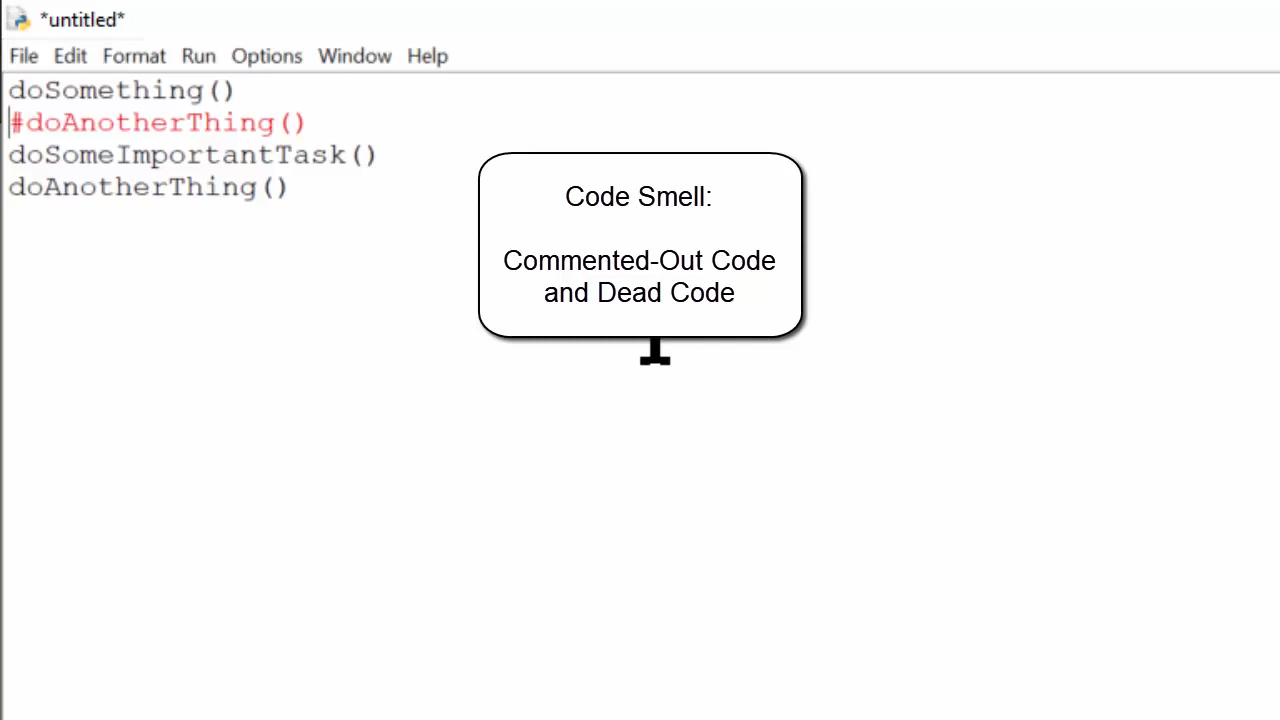 *untitled*
File Edit Format Run Options Window Help
doSomething()
#doAnotherThing()
doSomeImportantTask()
doAnotherThing()
Code Smell:
Commented-Out Code
and Dead Code